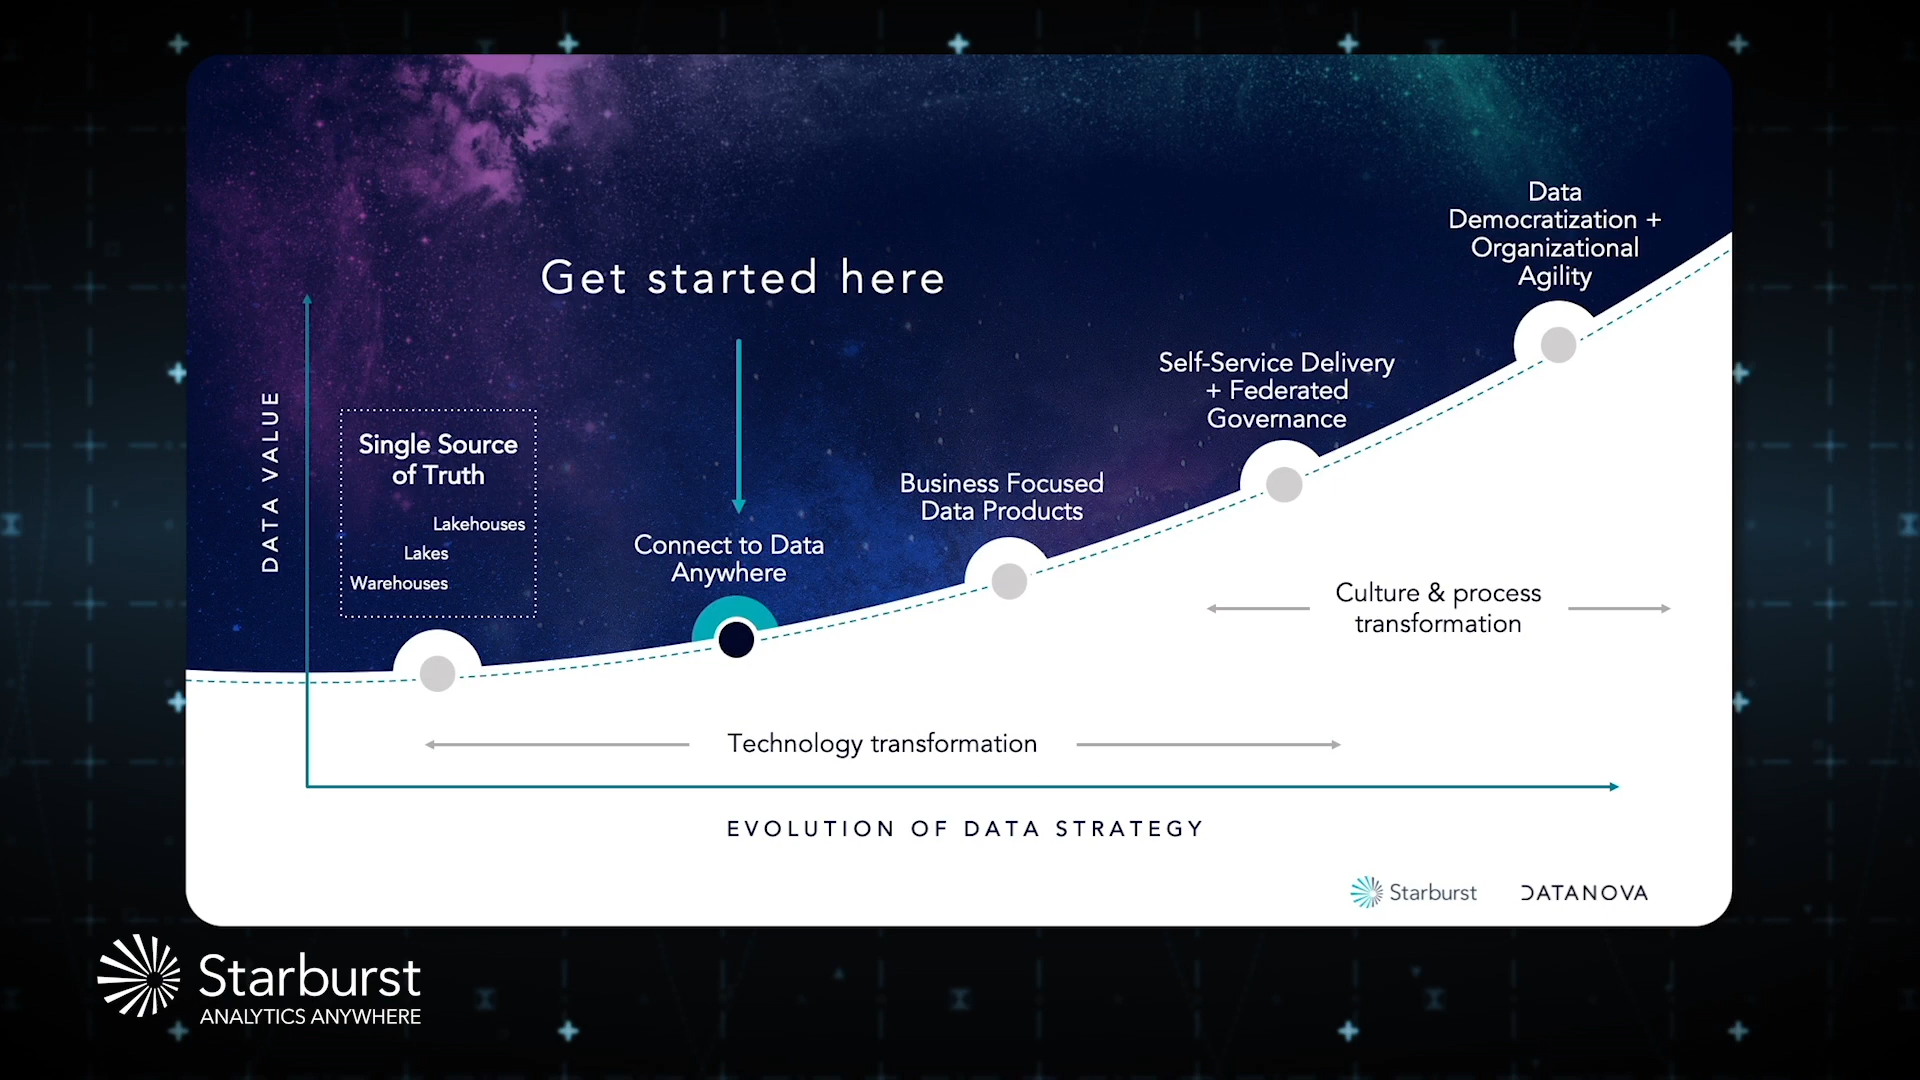 Data
Democratization +
Organizational
Agility
Get started here
Self-Service Delivery
+ Federated
Governance
DATA VALUE
Single Source
of Truth
Lakehouses
Lakes
Warehouses
Business Focused
Data Products
Connect to Data
Anywhere
Culture & process
transformation
Technology transformation
EVOLUTION OF DATA STRATEGY
Starburst
DATANOVA
Starburst
ANALYTICS ANYWHERE